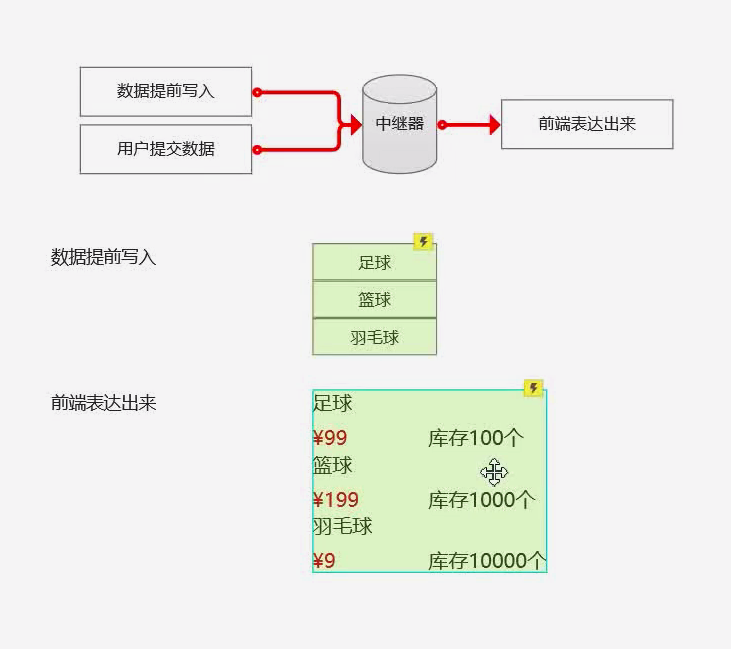 数据提前写入
用户提交数据
中继器
前端表达出来
数据提前写入
足球
篮球
羽毛球
前端表达出来
足球
¥99 库存100个
篮球
¥199 库存1000个
羽毛球
¥9 库存10000个